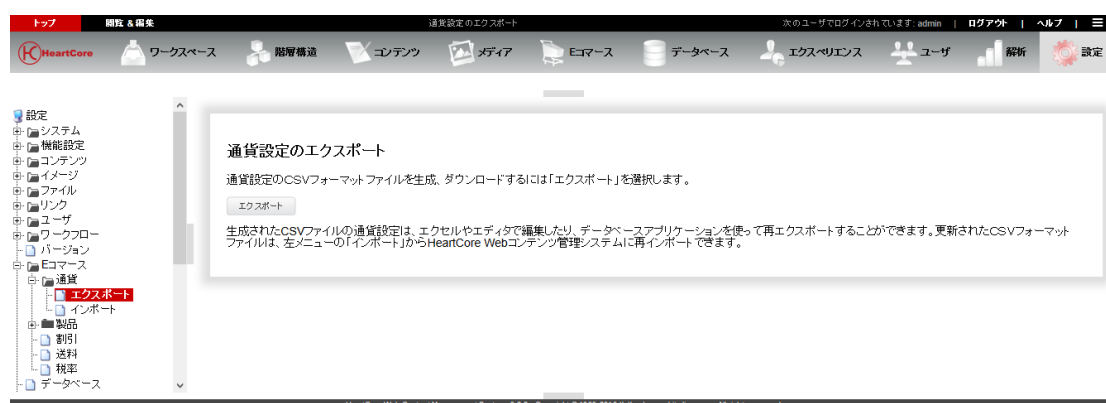 トップ 閲覧 & 編集 通貨設定のエクスポート 次のユーザでログインされています: admin | ログアウト | ヘルプ |
HeartCore ワークスペース 階層構造 コンテンツ メディア Eコマース データベース エクスペリエンス ユーザ 解析 設定
設定
システム
機能設定
コンテンツ
イメージ
ファイル
リンク
ユーザ
ワークフロー
バージョン
Eコマース
通貨
エクスポート
インポート
製品
割引
送料
税率
データベース
通貨設定のエクスポート
通貨設定のCSVフォーマットファイルを生成、ダウンロードするには「エクスポート」を選択します。
エクスポート
生成されたCSVファイルの通貨設定は、エクセルやエディタで編集したり、データベースアプリケーションを使って再エクスポートすることができます。更新されたCSVフォーマット
ファイルは、左メニューの「インポート」からHeartCore Webコンテンツ管理システムに再インポートできます。